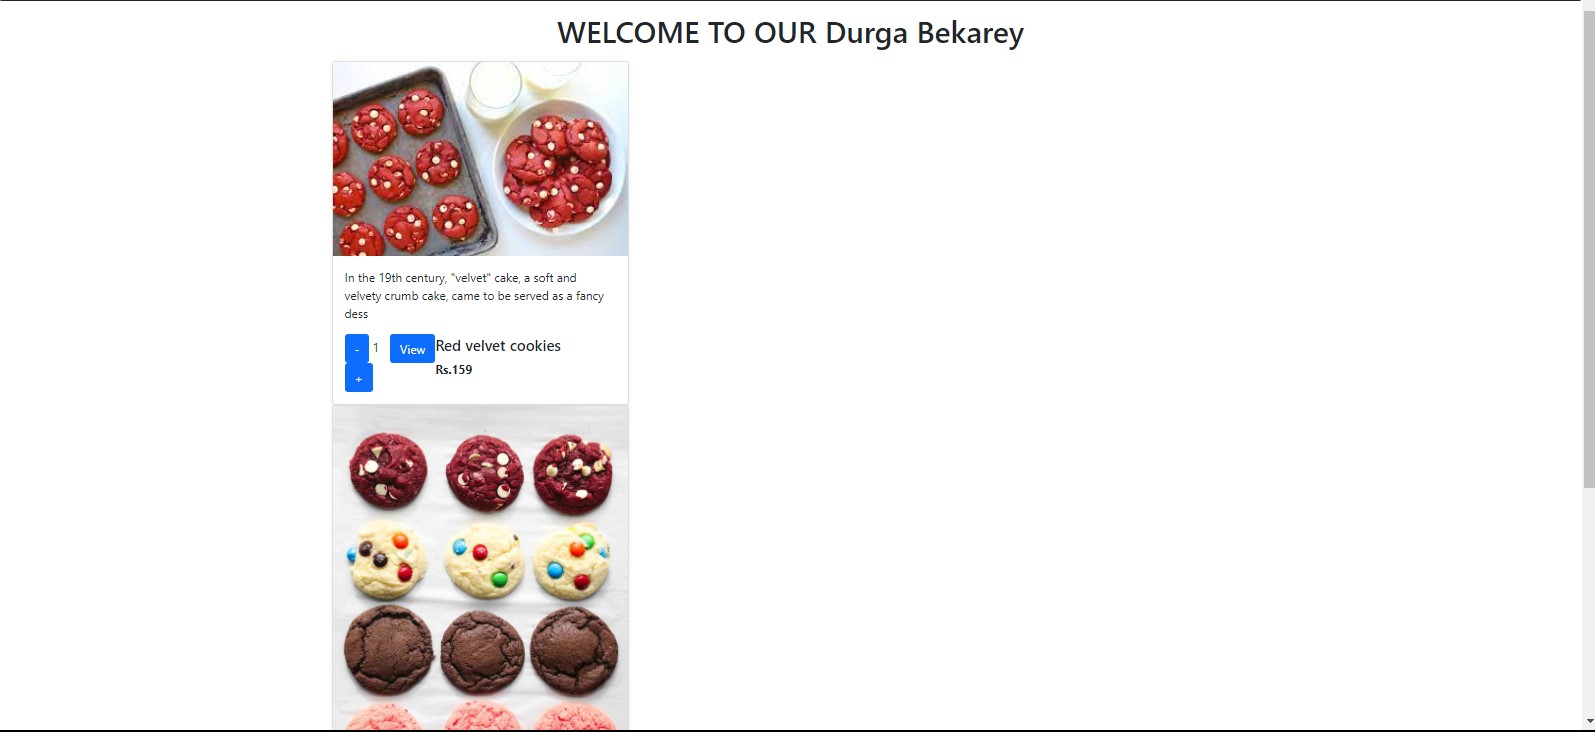 WELCOME TO OUR Durga Bekarey
In the 19th century, "velvet" cake, a soft and
velvety crumb cake, came to be served as a fancy
dess
- 1 View Red velvet cookies
+ Rs.159